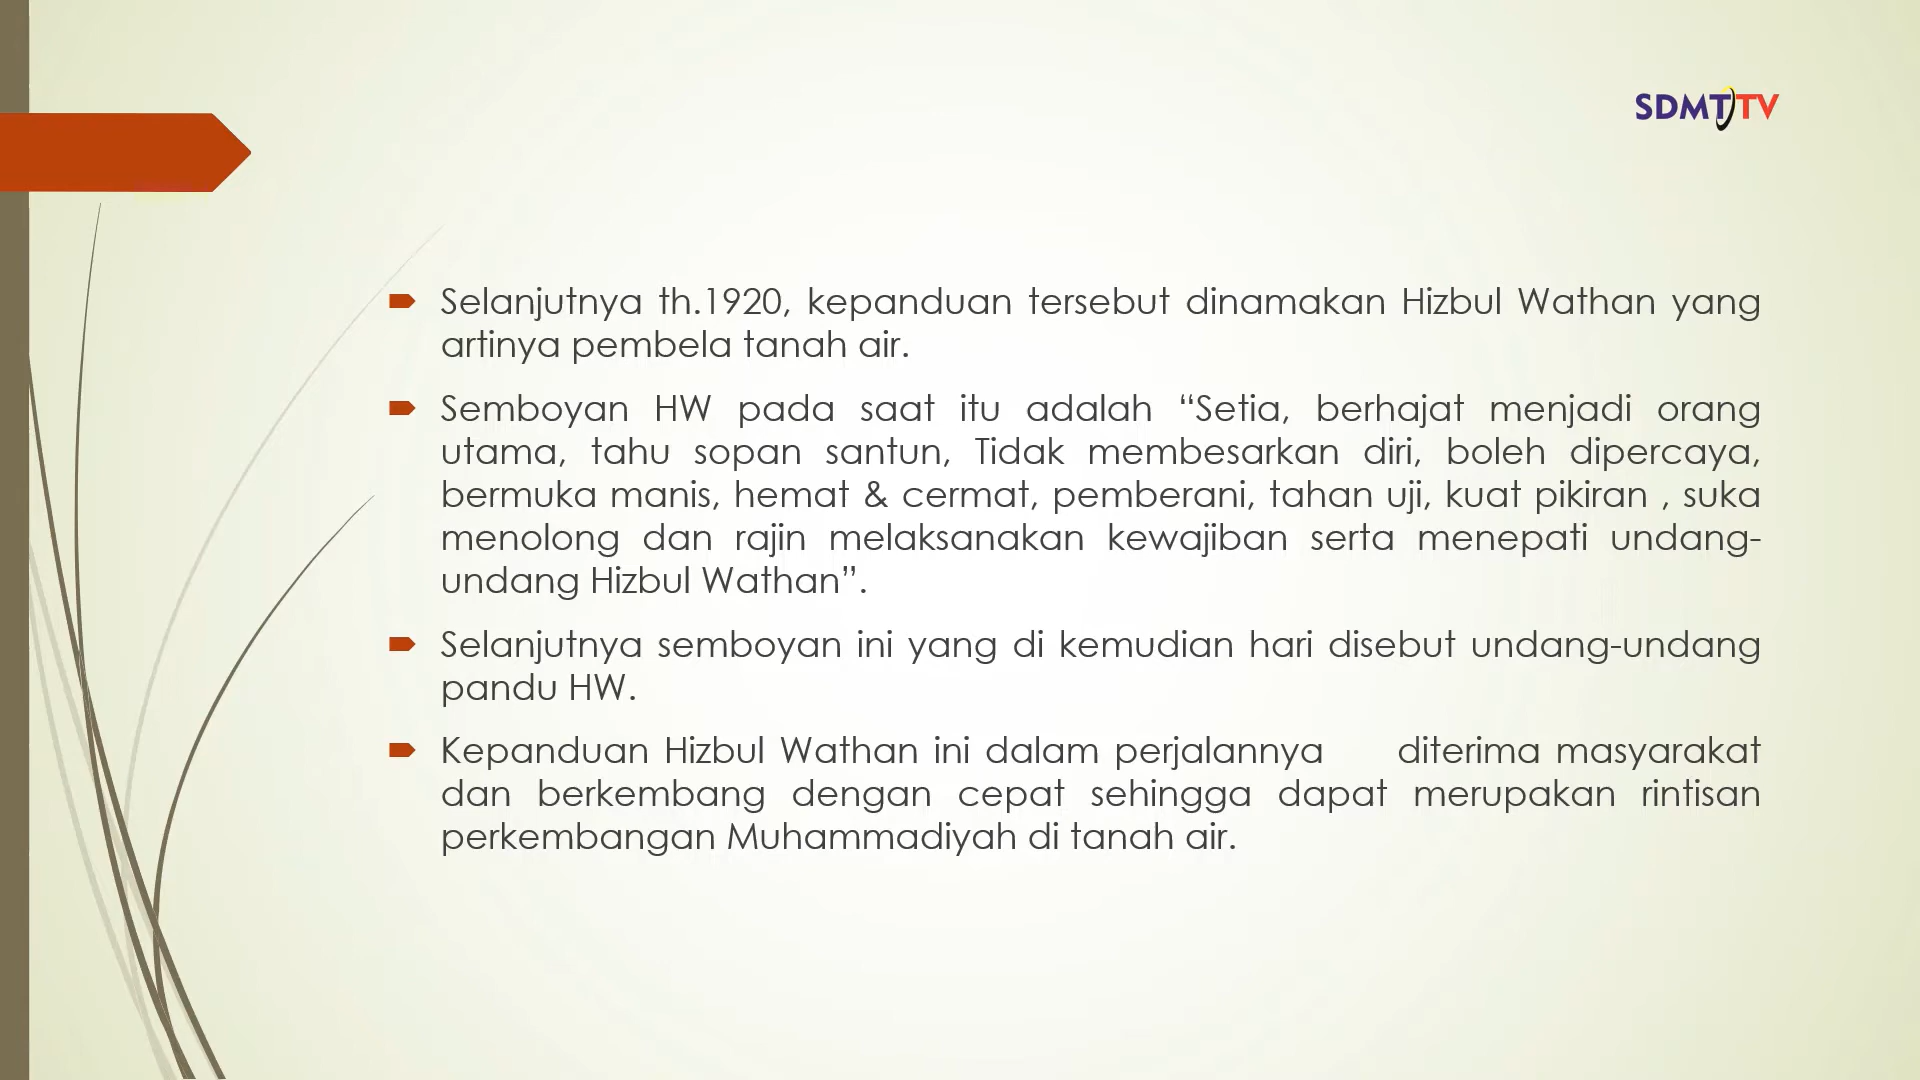 SDMT TV
Selanjutnya th.1920, kepanduan tersebut dinamakan Hizbul Wathan yang
artinya pembela tanah air.
Semboyan HW pada saat itu adalah “Setia, berhajat menjadi orang
utama, tahu sopan santun, Tidak membesarkan diri, boleh dipercaya,
bermuka manis, hemat & cermat, pemberani, tahan uji, kuat pikiran , suka
menolong dan rajin melaksanakan kewajiban serta menepati undang-
undang Hizbul Wathan”.
Selanjutnya semboyan ini yang di kemudian hari disebut undang-undang
pandu HW.
Kepanduan Hizbul Wathan ini dalam perjalannya diterima masyarakat
dan berkembang dengan cepat sehingga dapat merupakan rintisan
perkembangan Muhammadiyah di tanah air.